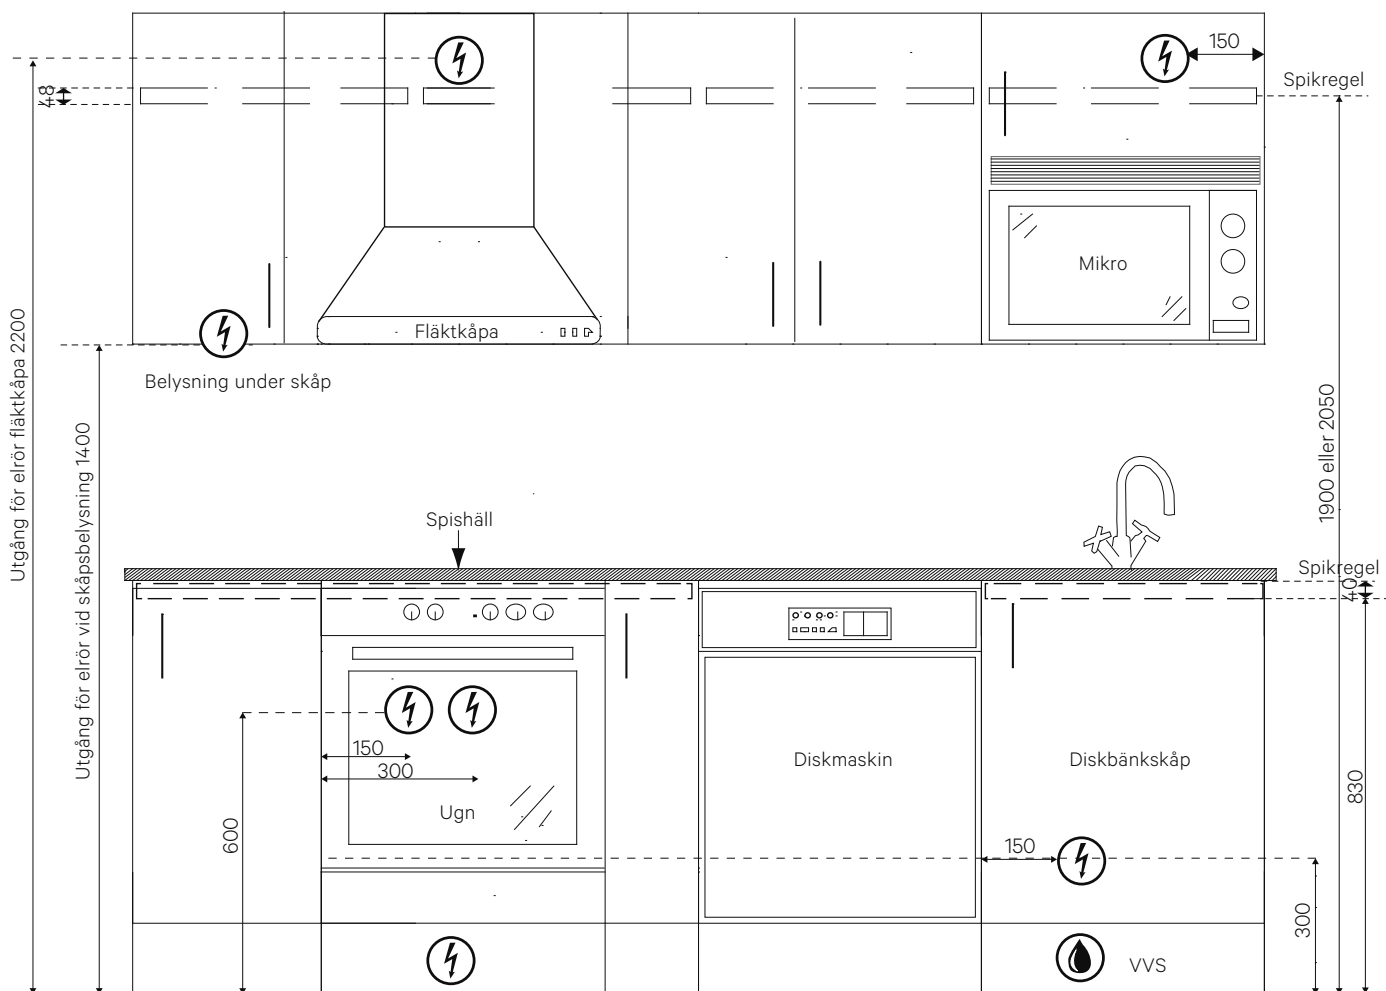 150
48
Spikregel
Mikro
Utgång för elrör fläktkåpa 2200
Fläktkåpa
Belysning under skåp
Utgång för elrör vid skåpsbelysning 1400
1900 eller 2050
Spishäll
Spikregel
40
150
300
Ugn
Diskmaskin
Diskbänkskåp
830
600
150
300
VVS